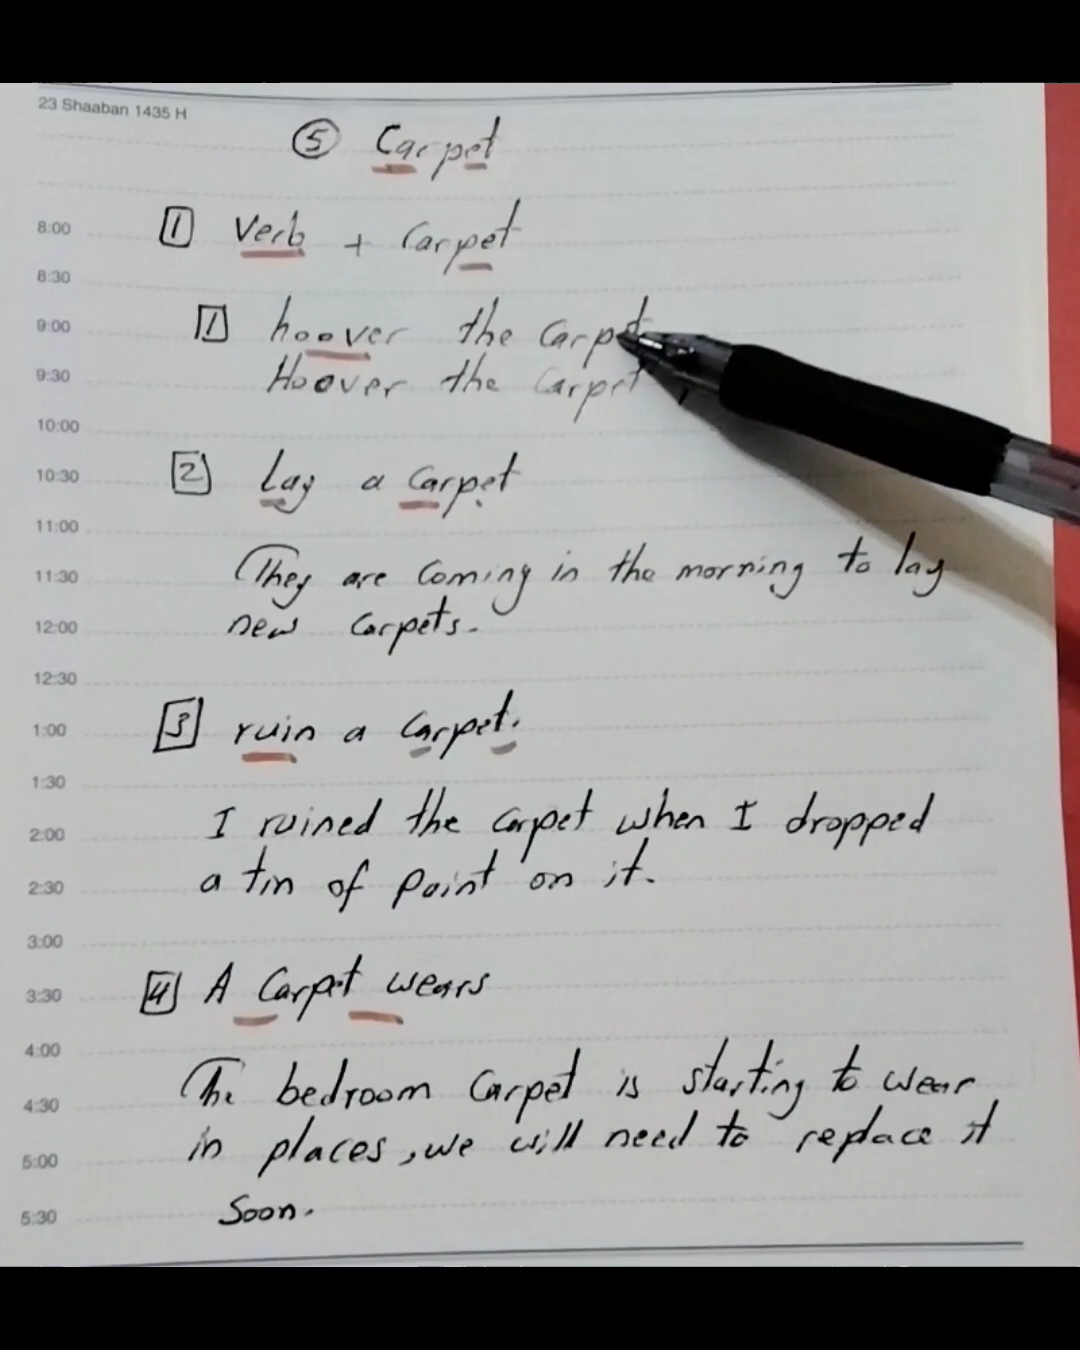 23 Shaaban 1435 H
⑤ Carpet
1 Verb + Carpet
8:00
8:30
1 hoover the Carpet
9:00
Hoover the Carpet
9:30
10:00
2 Lay a Carpet
10:30
11:00
They are Coming in the morning to lay
11:30
new Carpets.
12:00
12:30
3 ruin a Carpet.
1:00
1:30
I ruined the Carpet when I dropped
2:00
a tin of paint on it.
2:30
3:00
4 A Carpet wears
3:30
4:00
The bedroom Carpet is starting to wear
4:30
in places, we will need to replace it
5:00
Soon.
5:30